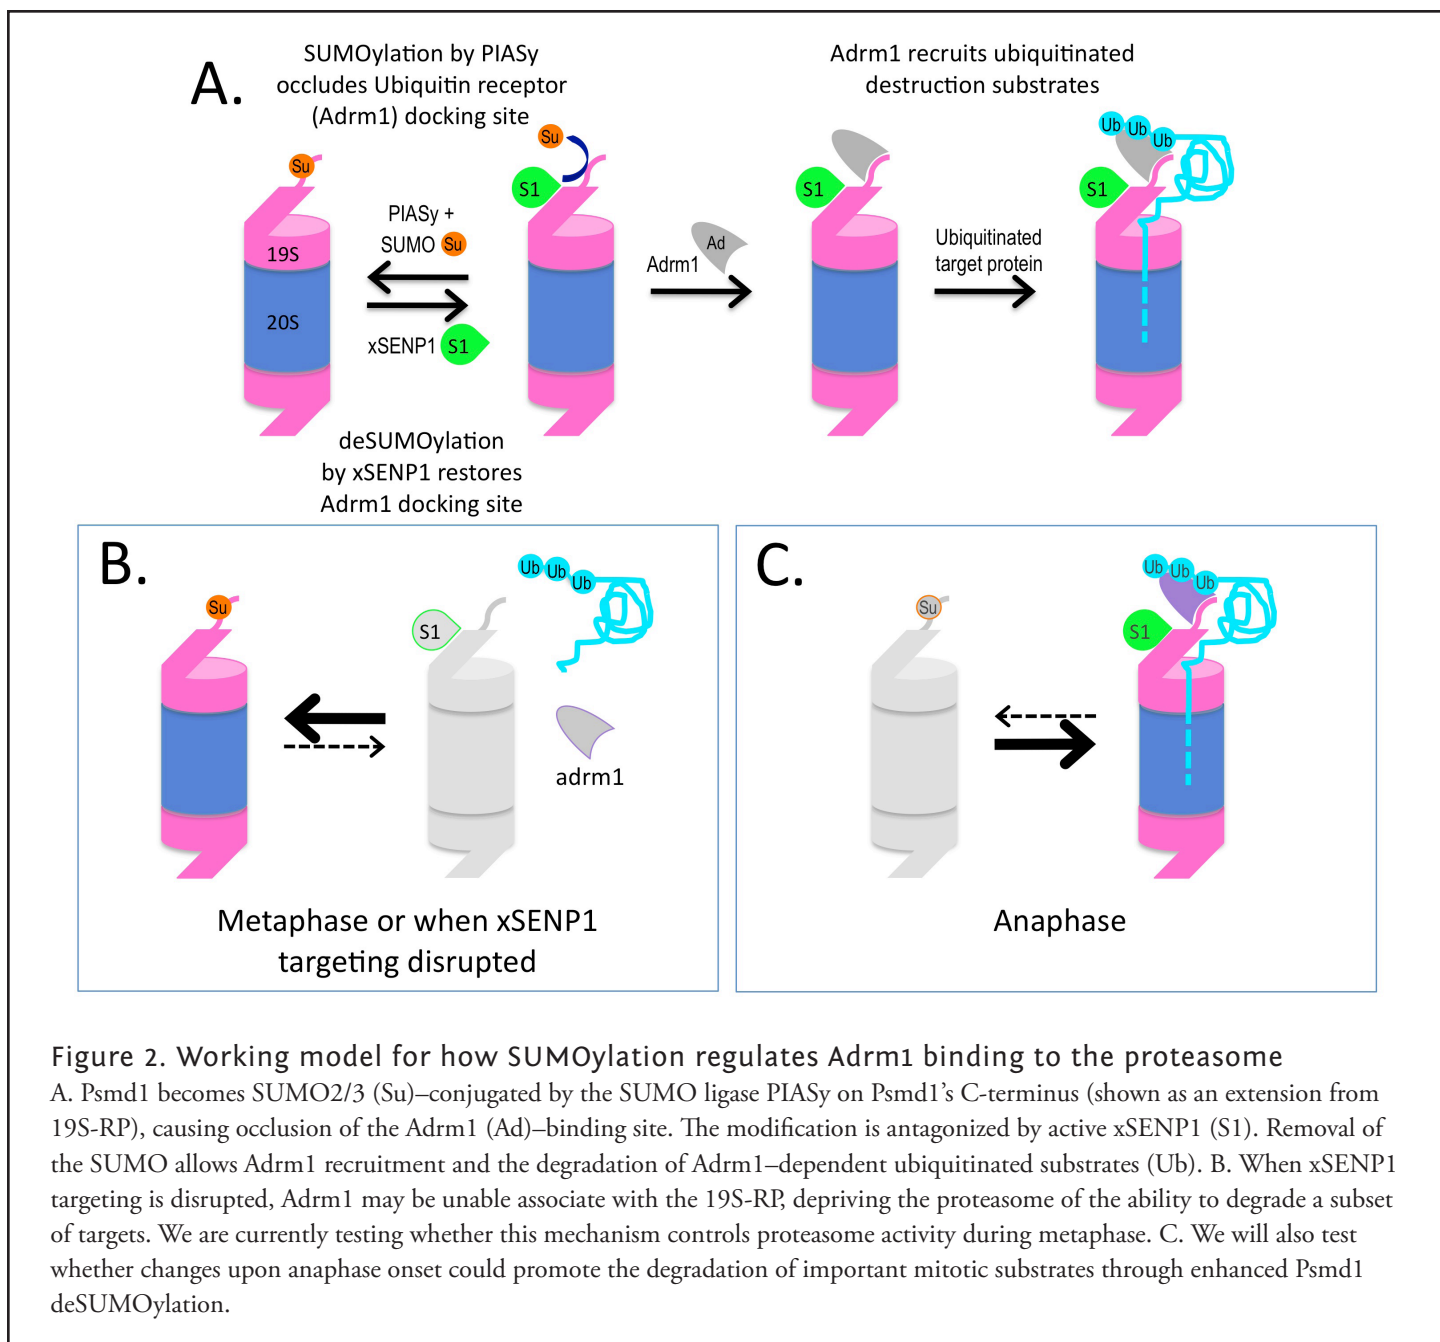 A.
SUMOylation by PIASy
occludes Ubiquitin receptor
(Adrm1) docking site
Adrm1 recruits ubiquitinated
destruction substrates
Su
19S
20S
PIASy +
SUMO Su
xSENP1 S1
Su
S1
Adrm1
Ad
S1
Ubiquitinated
target protein
Ub Ub Ub
S1
deSUMOylation
by xSENP1 restores
Adrm1 docking site
B.
Su
S1
Ub Ub Ub
adrm1
Metaphase or when xSENP1
targeting disrupted
C.
Su
Ub Ub Ub
S1
Anaphase
Figure 2. Working model for how SUMOylation regulates Adrm1 binding to the proteasome
A. Psmd1 becomes SUMO2/3 (Su)–conjugated by the SUMO ligase PIASy on Psmd1’s C-terminus (shown as an extension from
19S-RP), causing occlusion of the Adrm1 (Ad)–binding site. The modification is antagonized by active xSENP1 (S1). Removal of
the SUMO allows Adrm1 recruitment and the degradation of Adrm1–dependent ubiquitinated substrates (Ub). B. When xSENP1
targeting is disrupted, Adrm1 may be unable associate with the 19S-RP, depriving the proteasome of the ability to degrade a subset
of targets. We are currently testing whether this mechanism controls proteasome activity during metaphase. C. We will also test
whether changes upon anaphase onset could promote the degradation of important mitotic substrates through enhanced Psmd1
deSUMOylation.